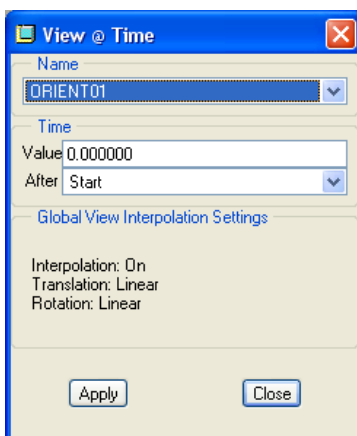 View @ Time
Name
ORIENT01
Time
Value 0.000000
After Start
Global View Interpolation Settings
Interpolation: On
Translation: Linear
Rotation: Linear
Apply Close